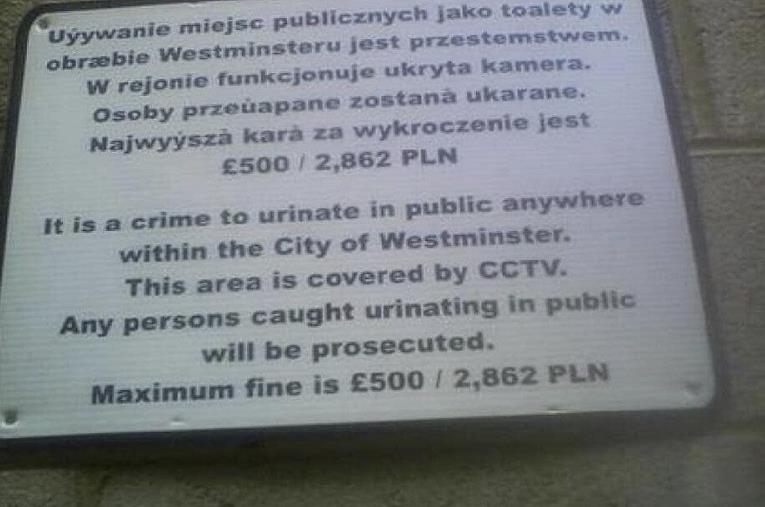 Uýywanie miejsc publicznych jako toalety w
obræbie Westminsteru jest przestemstwem.
W rejonie funkcjonuje ukryta kamera.
Osoby przeùapane zostanà ukarane.
Najwyýszà karà za wykroczenie jest
£500 / 2,862 PLN
It is a crime to urinate in public anywhere
within the City of Westminster.
This area is covered by CCTV.
Any persons caught urinating in public
will be prosecuted.
Maximum fine is £500 / 2,862 PLN